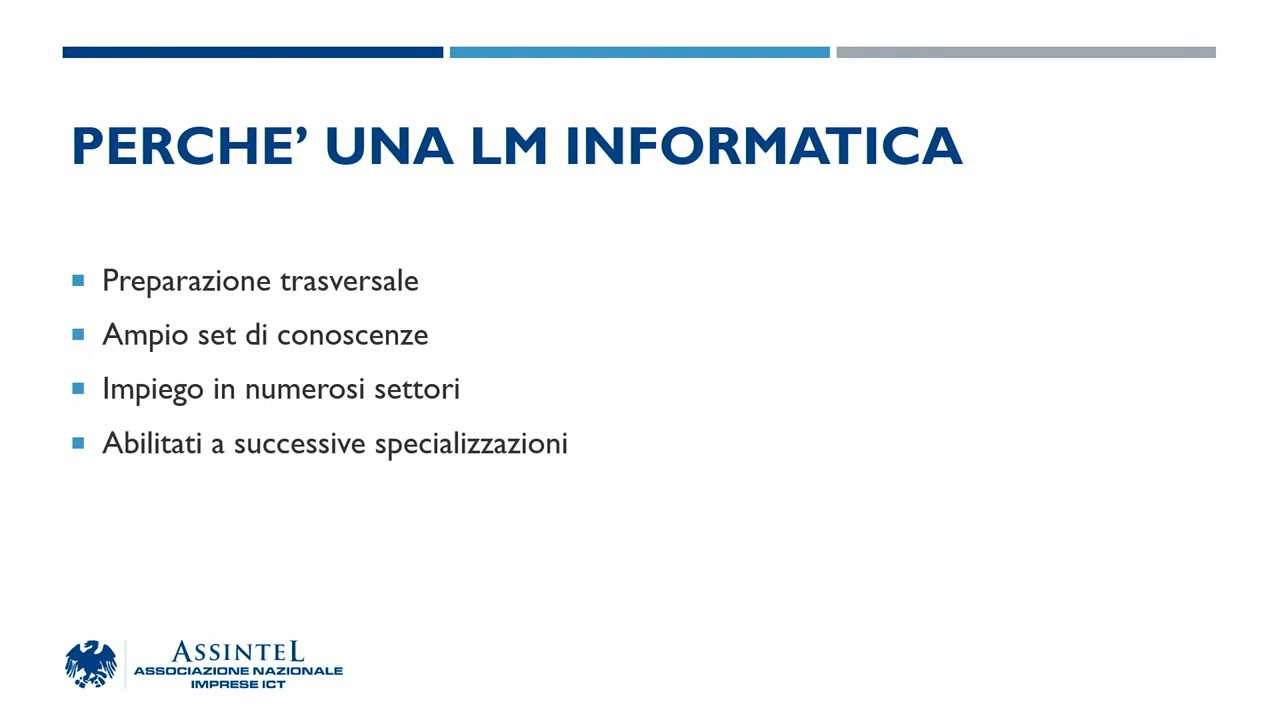 PERCHE’ UNA LM INFORMATICA
Preparazione trasversale
Ampio set di conoscenze
Impiego in numerosi settori
Abilitati a successive specializzazioni
ASSINTEL
ASSOCIAZIONE NAZIONALE
IMPRESE ICT